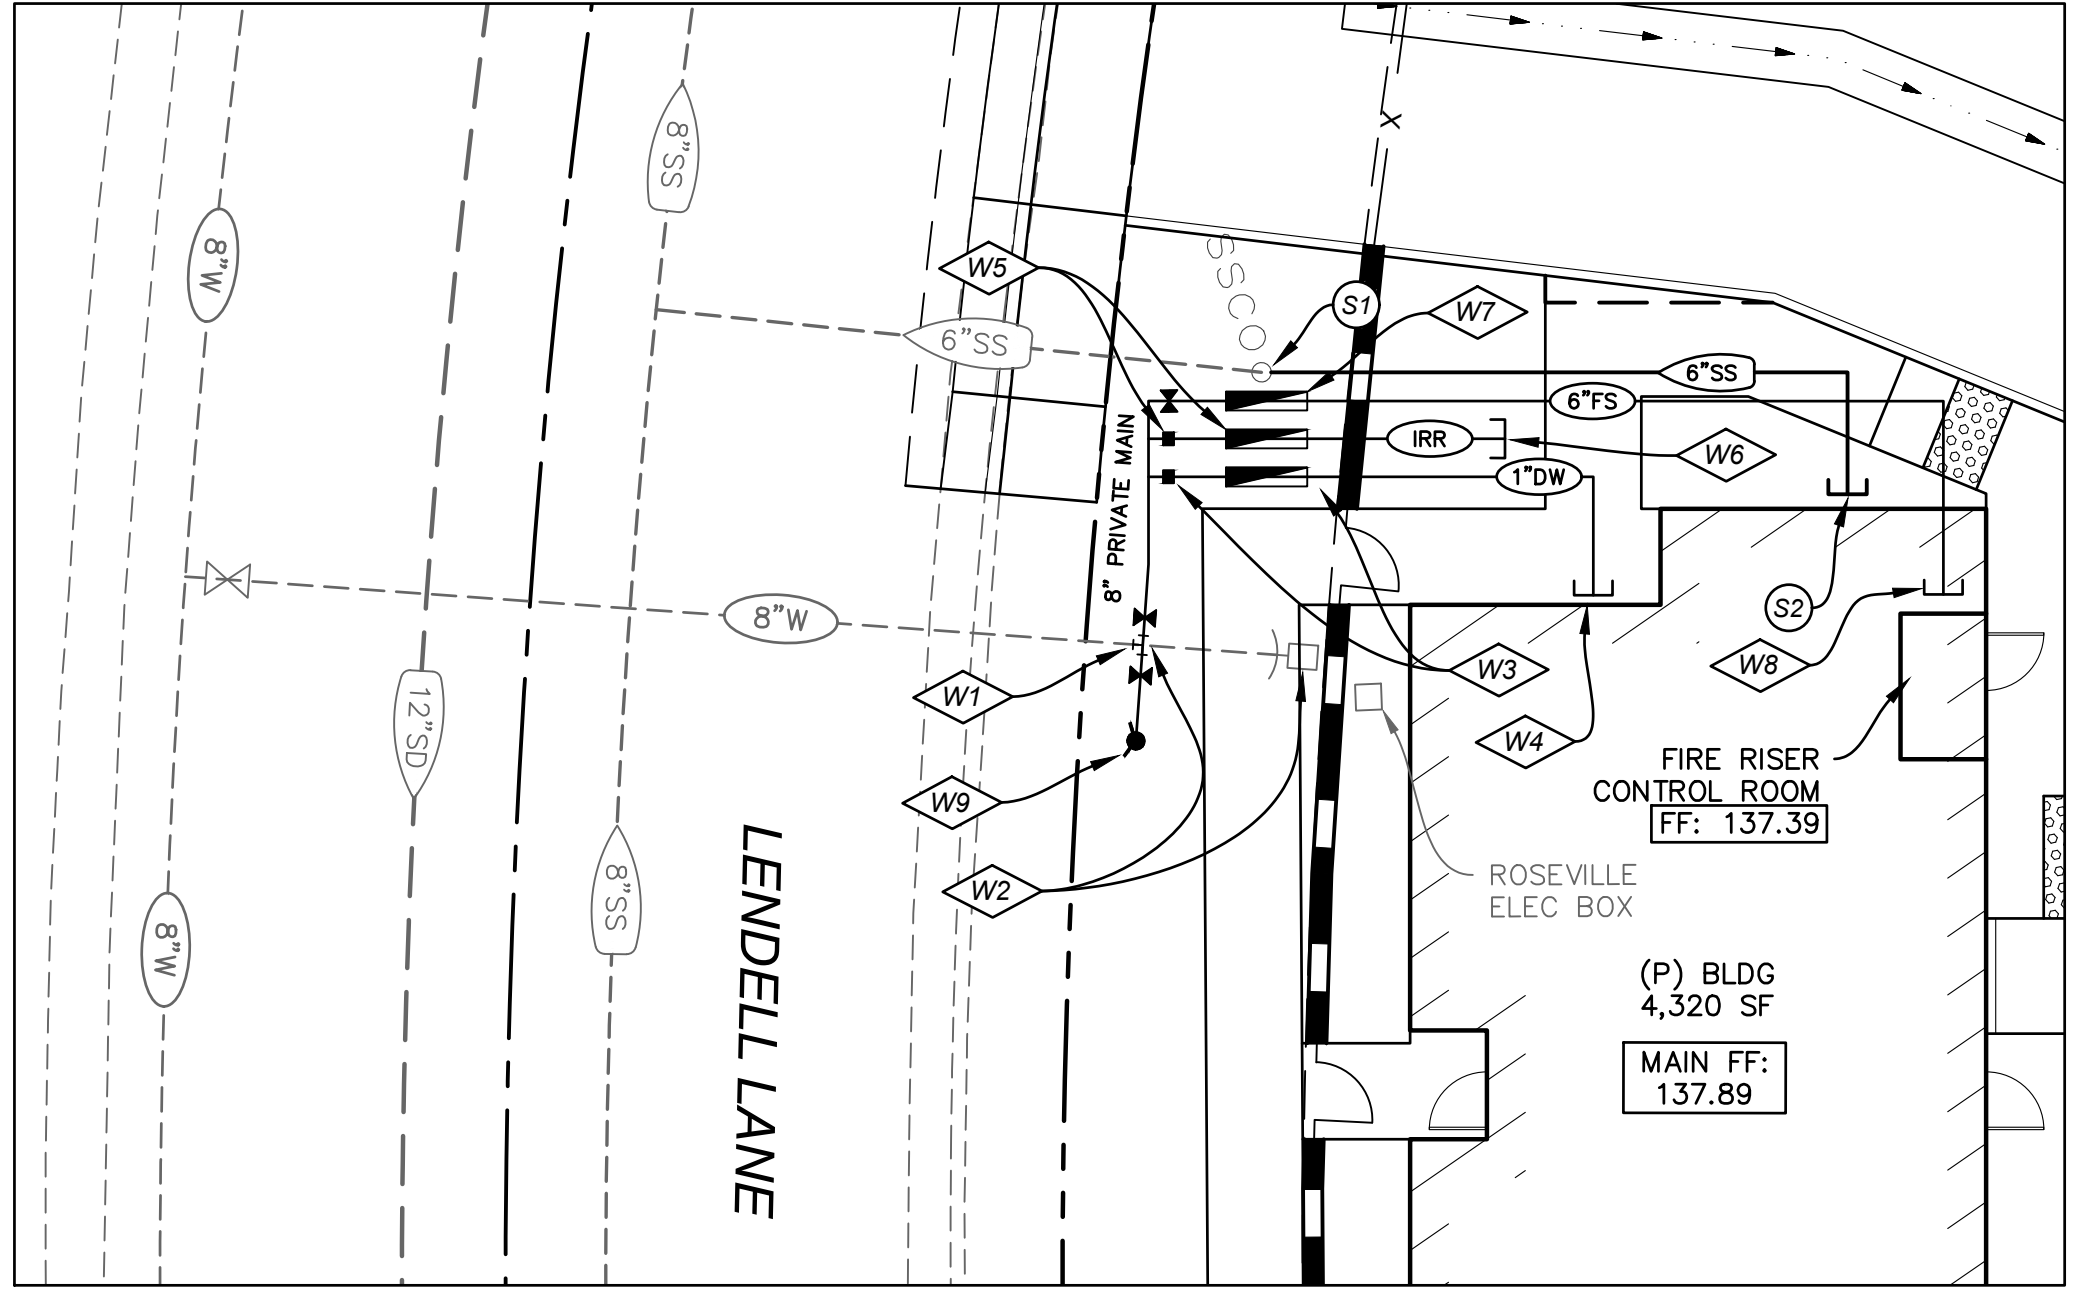 X
8"SS
8"W
SSCO
W5
S1
W7
6"SS
6"SS
6"FS
IRR
W6
1"DW
8" PRIVATE MAIN
8"W
S2
W8
W1
W3
12"SD
W4
W9
FIRE RISER
CONTROL ROOM
FF: 137.39
W2
ROSEVILLE
ELEC BOX
8"SS
8"W
LENDELL LANE
(P) BLDG
4,320 SF
MAIN FF:
137.89